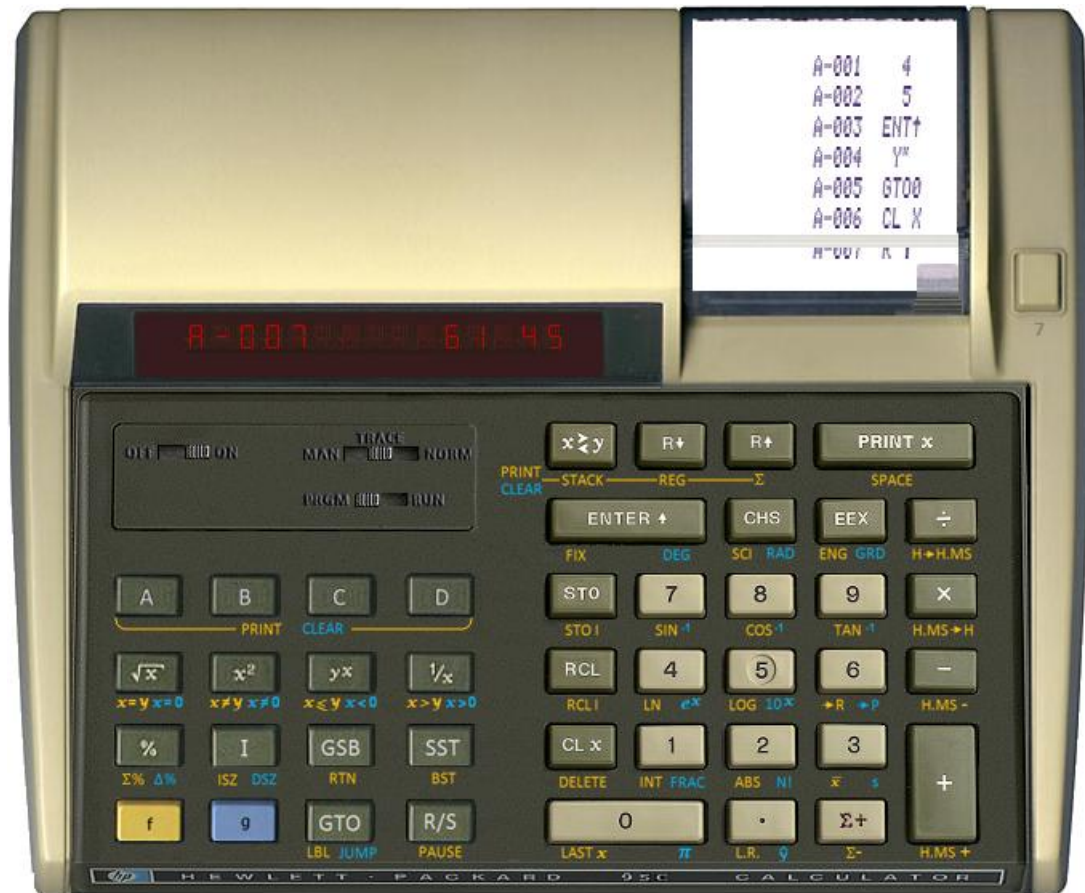 A-001 4
A-002 5
A-003 ENT↑
A-004 Yˣ
A-005 GTO0
A-006 CL X
A-007
7
A-007 61 45
OFF ON
TRACE
MAN NORM
PRGM RUN
x≷y R↓ R↑ PRINT x
PRINT
CLEAR STACK REG Σ SPACE
ENTER ↑ CHS EEX ÷
FIX DEG SCI RAD ENG GRD H→H.MS
A B C D STO 7 8 9 ×
PRINT CLEAR STO I SIN⁻¹ COS⁻¹ TAN⁻¹ H.MS→H
√x x² yˣ ¹/x RCL 4 5 6 −
x=y x=0 x≠y x≠0 x≤y x<0 x>y x>0 RCL I LN eˣ LOG 10ˣ →R →P H.MS -
% I GSB SST CL x 1 2 3 +
Σ% Δ% ISZ DSZ RTN BST DELETE INT FRAC ABS N! x̄ s
f g GTO R/S 0 . Σ+
LBL JUMP PAUSE LAST x π L.R. ŷ Σ- H.MS +
hp HEWLETT · PACKARD 95C CALCULATOR